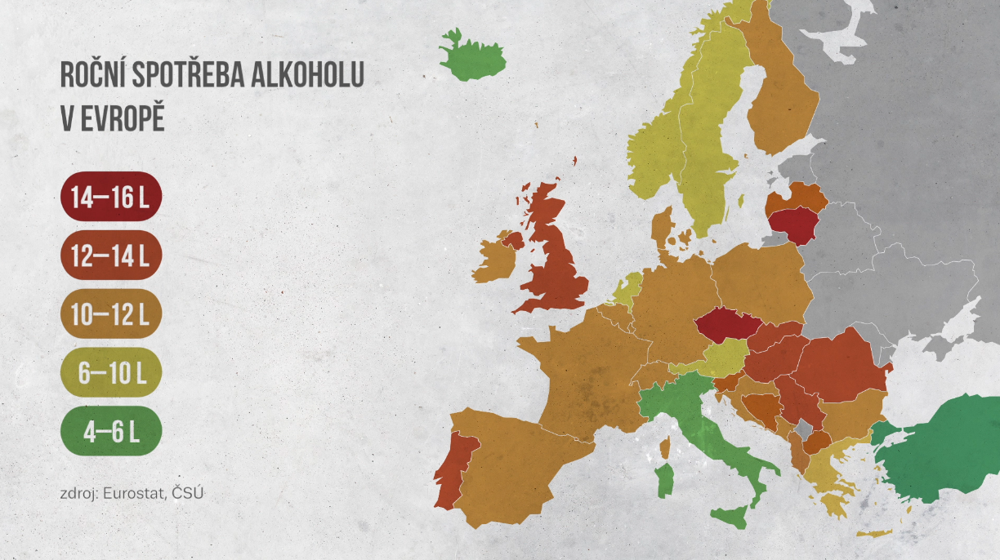 ROČNÍ SPOTŘEBA ALKOHOLU
V EVROPĚ
14–16 L
12–14 L
10–12 L
6–10 L
4–6 L
zdroj: Eurostat, ČSÚ